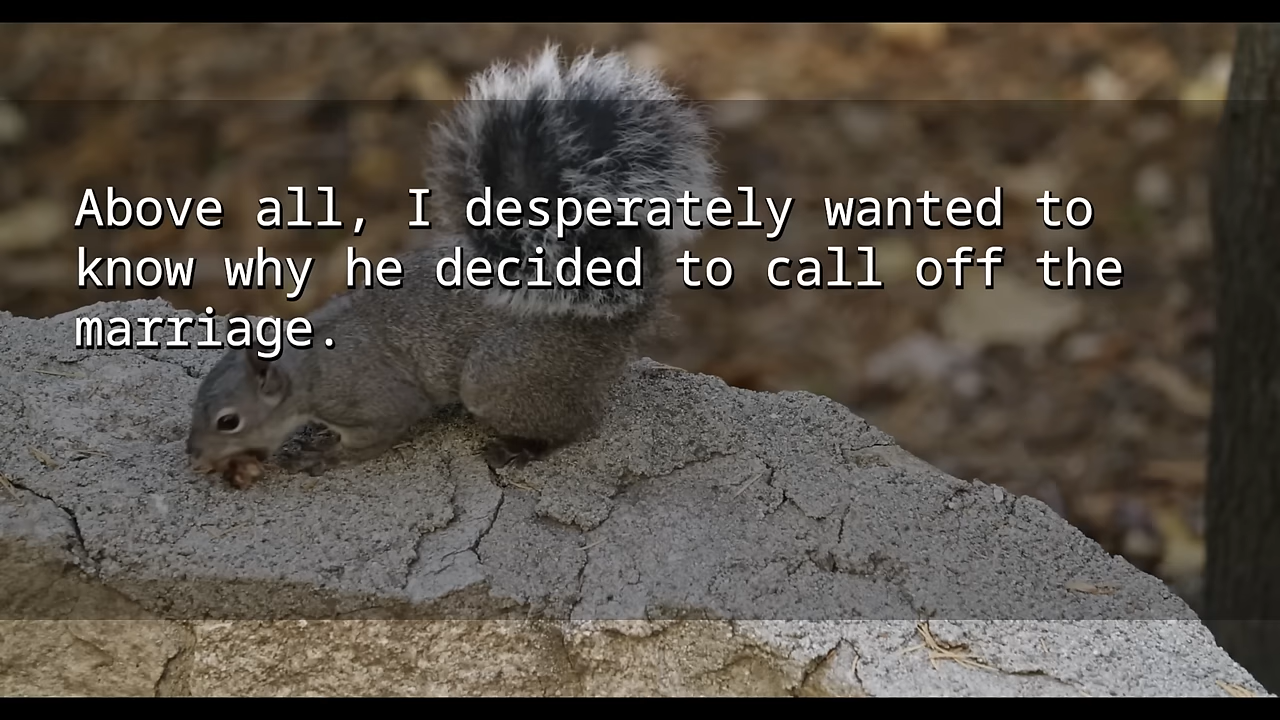 Above all, I desperately wanted to
know why he decided to call off the
marriage.